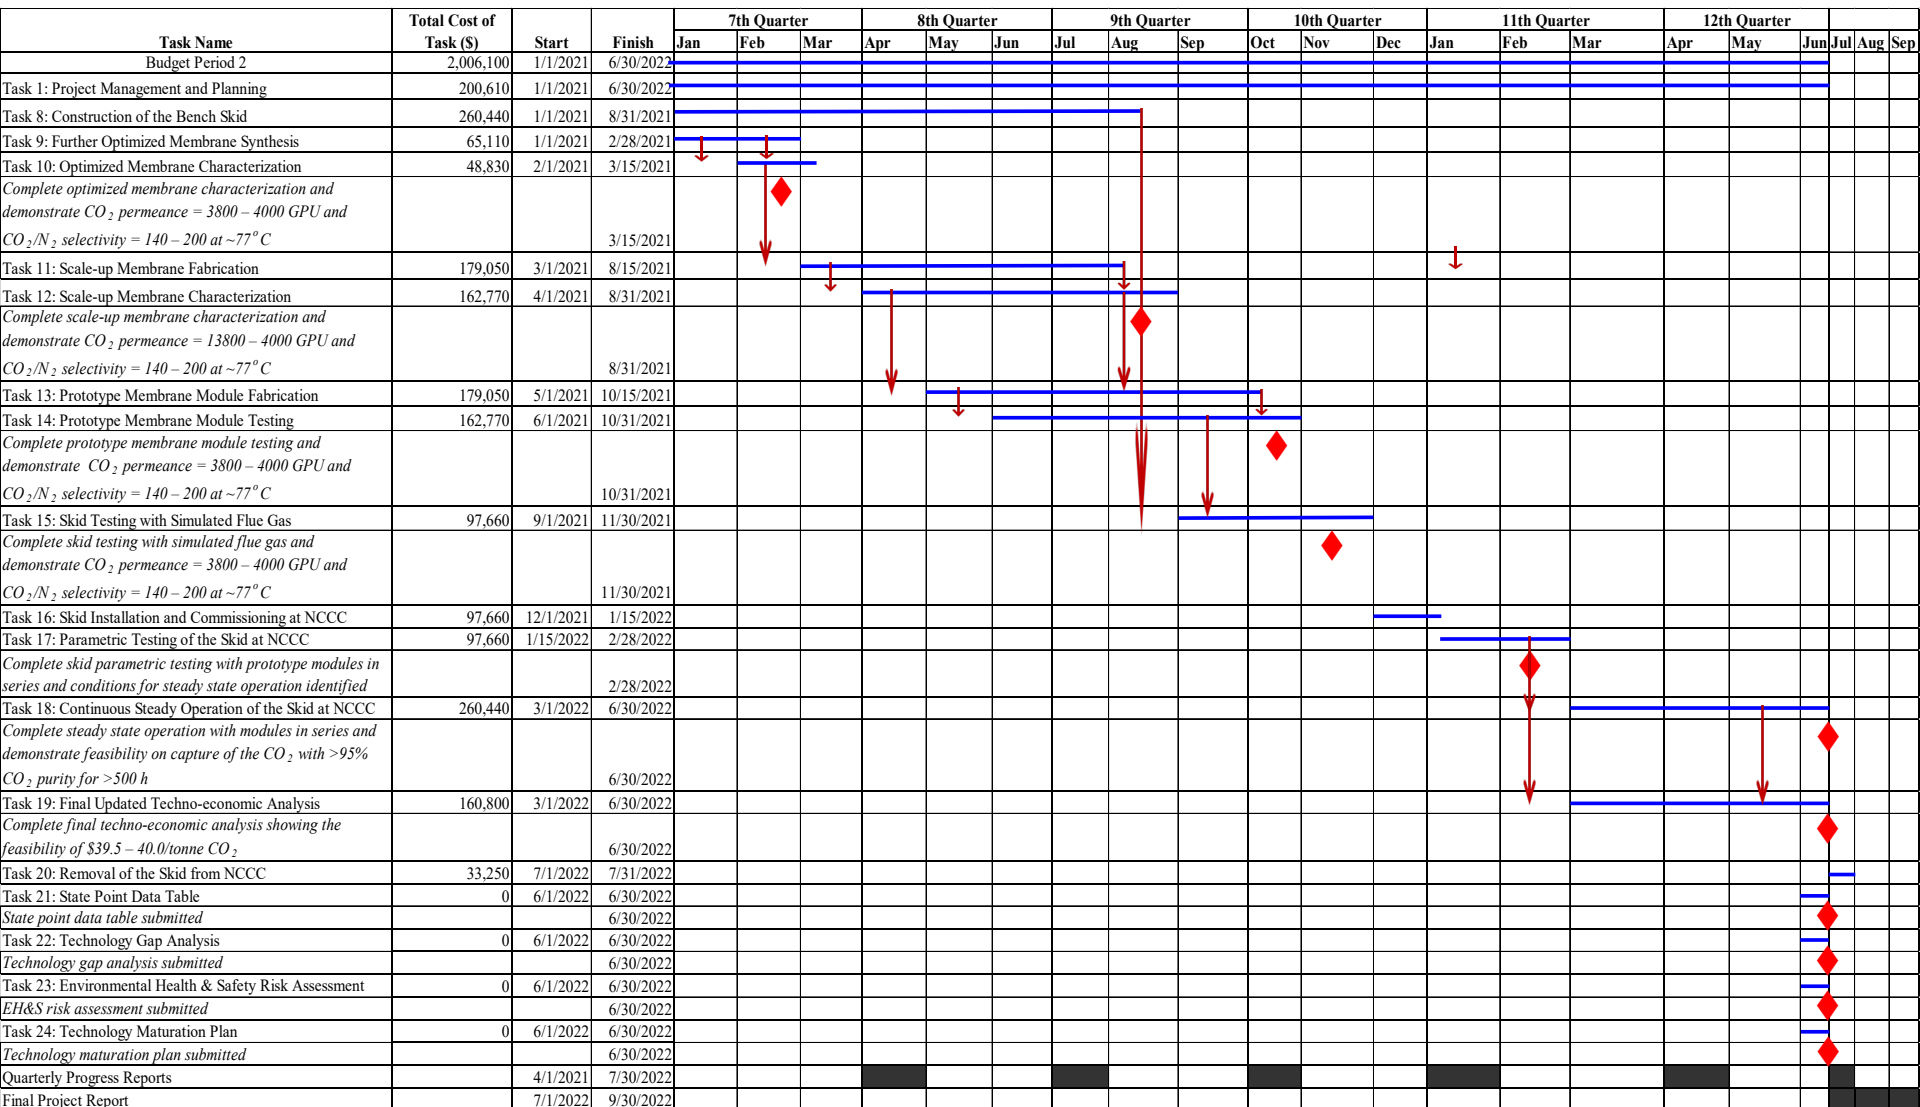 Total Cost of 7th Quarter 8th Quarter 9th Quarter 10th Quarter 11th Quarter 12th Quarter
Task Name Task ($) Start Finish Jan Feb Mar Apr May Jun Jul Aug Sep Oct Nov Dec Jan Feb Mar Apr May Jun Jul Aug Sep
Budget Period 2 2,006,100 1/1/2021 6/30/2022
Task 1: Project Management and Planning 200,610 1/1/2021 6/30/2022
Task 8: Construction of the Bench Skid 260,440 1/1/2021 8/31/2021
Task 9: Further Optimized Membrane Synthesis 65,110 1/1/2021 2/28/2021
Task 10: Optimized Membrane Characterization 48,830 2/1/2021 3/15/2021
Complete optimized membrane characterization and
demonstrate CO2 permeance = 3800 – 4000 GPU and
CO2/N2 selectivity = 140 – 200 at ~77°C 3/15/2021
Task 11: Scale-up Membrane Fabrication 179,050 3/1/2021 8/15/2021
Task 12: Scale-up Membrane Characterization 162,770 4/1/2021 8/31/2021
Complete scale-up membrane characterization and
demonstrate CO2 permeance = 13800 – 4000 GPU and
CO2/N2 selectivity = 140 – 200 at ~77°C 8/31/2021
Task 13: Prototype Membrane Module Fabrication 179,050 5/1/2021 10/15/2021
Task 14: Prototype Membrane Module Testing 162,770 6/1/2021 10/31/2021
Complete prototype membrane module testing and
demonstrate CO2 permeance = 3800 – 4000 GPU and
CO2/N2 selectivity = 140 – 200 at ~77°C 10/31/2021
Task 15: Skid Testing with Simulated Flue Gas 97,660 9/1/2021 11/30/2021
Complete skid testing with simulated flue gas and
demonstrate CO2 permeance = 3800 – 4000 GPU and
CO2/N2 selectivity = 140 – 200 at ~77°C 11/30/2021
Task 16: Skid Installation and Commissioning at NCCC 97,660 12/1/2021 1/15/2022
Task 17: Parametric Testing of the Skid at NCCC 97,660 1/15/2022 2/28/2022
Complete skid parametric testing with prototype modules in
series and conditions for steady state operation identified 2/28/2022
Task 18: Continuous Steady Operation of the Skid at NCCC 260,440 3/1/2022 6/30/2022
Complete steady state operation with modules in series and
demonstrate feasibility on capture of the CO2 with >95%
CO2 purity for >500 h 6/30/2022
Task 19: Final Updated Techno-economic Analysis 160,800 3/1/2022 6/30/2022
Complete final techno-economic analysis showing the
feasibility of $39.5 – 40.0/tonne CO2 6/30/2022
Task 20: Removal of the Skid from NCCC 33,250 7/1/2022 7/31/2022
Task 21: State Point Data Table 0 6/1/2022 6/30/2022
State point data table submitted 6/30/2022
Task 22: Technology Gap Analysis 0 6/1/2022 6/30/2022
Technology gap analysis submitted 6/30/2022
Task 23: Environmental Health & Safety Risk Assessment 0 6/1/2022 6/30/2022
EH&S risk assessment submitted 6/30/2022
Task 24: Technology Maturation Plan 0 6/1/2022 6/30/2022
Technology maturation plan submitted 6/30/2022
Quarterly Progress Reports 4/1/2021 7/30/2022
Final Project Report 7/1/2022 9/30/2022